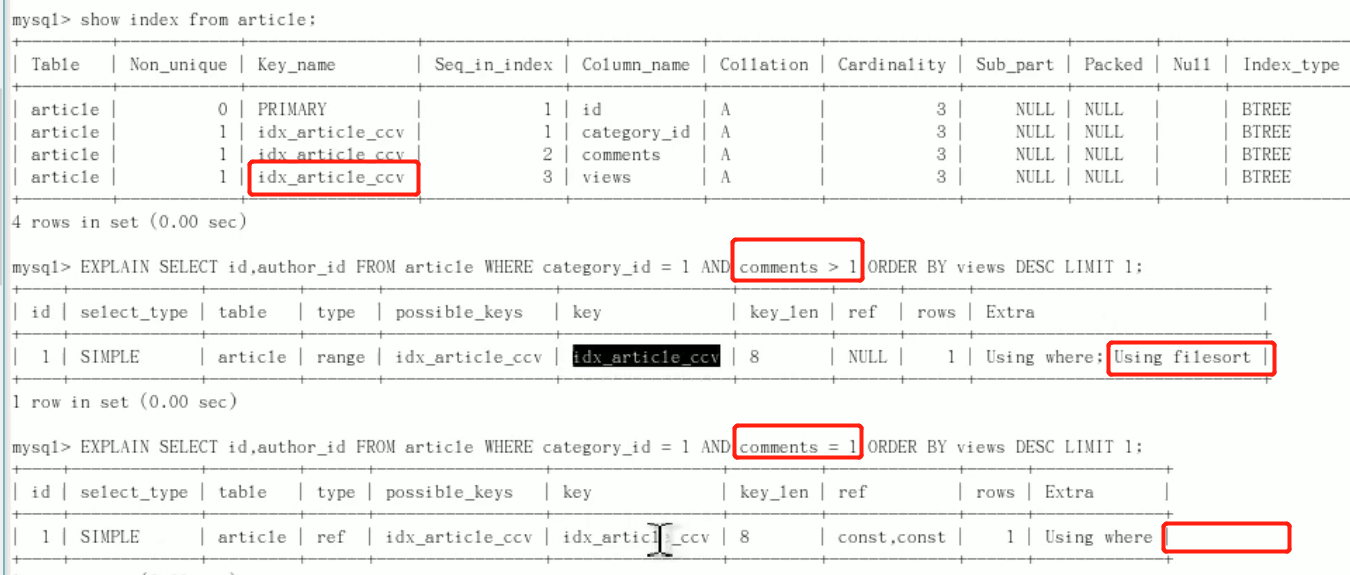 mysql> show index from article;
| Table | Non_unique | Key_name | Seq_in_index | Column_name | Collation | Cardinality | Sub_part | Packed | Null | Index_type
| article | 0 | PRIMARY | 1 | id | A | 3 | NULL | NULL | | BTREE
| article | 1 | idx_article_ccv | 1 | category_id | A | 3 | NULL | NULL | | BTREE
| article | 1 | idx_article_ccv | 2 | comments | A | 3 | NULL | NULL | | BTREE
| article | 1 | idx_article_ccv | 3 | views | A | 3 | NULL | NULL | | BTREE
4 rows in set (0.00 sec)
mysql> EXPLAIN SELECT id,author_id FROM article WHERE category_id = 1 AND comments > 1 ORDER BY views DESC LIMIT 1;
| id | select_type | table | type | possible_keys | key | key_len | ref | rows | Extra |
| 1 | SIMPLE | article | range | idx_article_ccv | idx_article_ccv | 8 | NULL | 1 | Using where; Using filesort |
1 row in set (0.00 sec)
mysql> EXPLAIN SELECT id,author_id FROM article WHERE category_id = 1 AND comments = 1 ORDER BY views DESC LIMIT 1;
| id | select_type | table | type | possible_keys | key | key_len | ref | rows | Extra |
| 1 | SIMPLE | article | ref | idx_article_ccv | idx_article_ccv | 8 | const,const | 1 | Using where |